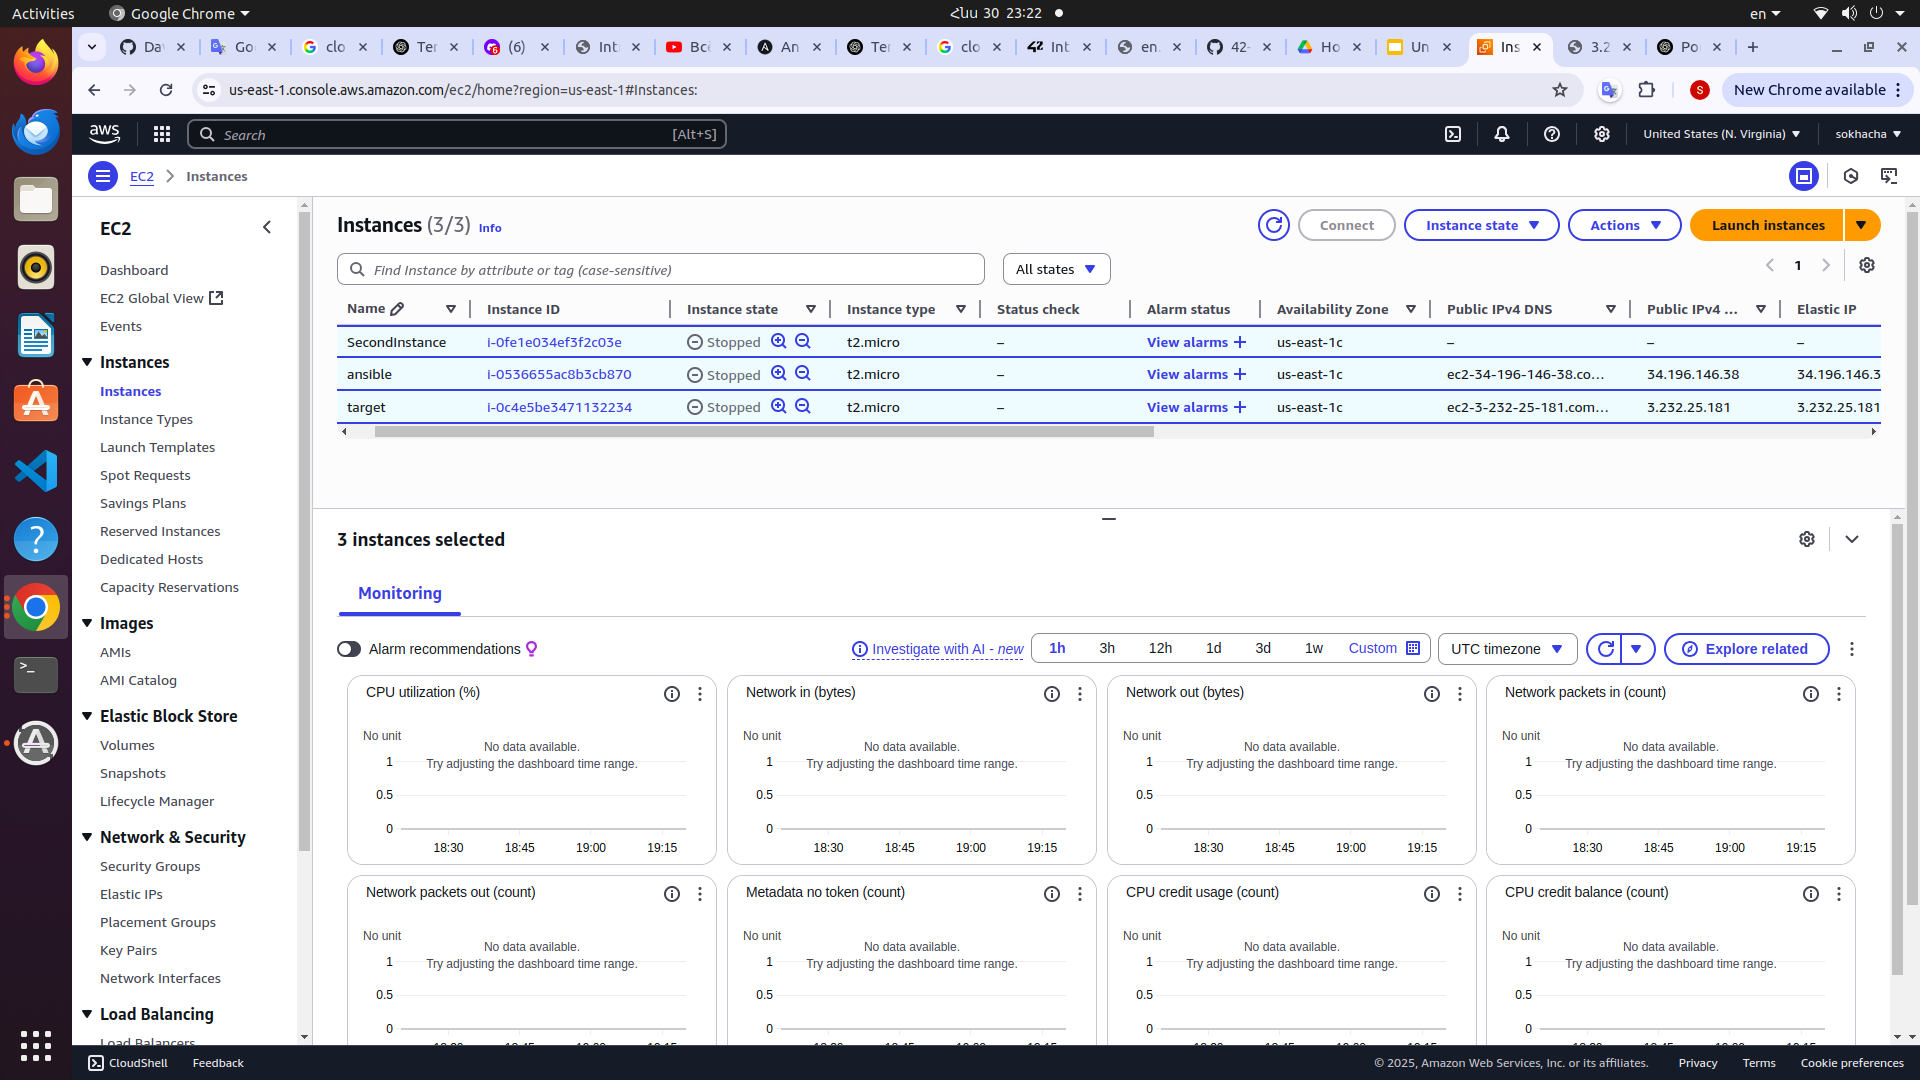 Activities
Google Chrome
Հևս 30 23:22
en
Da
Go
clo
Ter
(6)
Int
Bce
An
Ter
clo
Int
en.
42-
Ho
Un
Ins
3.2
Po
us-east-1.console.aws.amazon.com/ec2/home?region=us-east-1#Instances:
S
New Chrome available
aws
Search
[Alt+S]
United States (N. Virginia)
sokhacha
EC2
Instances
EC2
Dashboard
EC2 Global View
Events
Instances
Instances
Instance Types
Launch Templates
Spot Requests
Savings Plans
Reserved Instances
Dedicated Hosts
Capacity Reservations
Images
AMIs
AMI Catalog
Elastic Block Store
Volumes
Snapshots
Lifecycle Manager
Network & Security
Security Groups
Elastic IPs
Placement Groups
Key Pairs
Network Interfaces
Load Balancing
Load Balancers
Instances (3/3) Info
Connect
Instance state
Actions
Launch instances
Find Instance by attribute or tag (case-sensitive)
All states
1
Name Instance ID Instance state Instance type Status check Alarm status Availability Zone Public IPv4 DNS Public IPv4 ... Elastic IP
SecondInstance i-0fe1e034ef3f2c03e Stopped t2.micro – View alarms + us-east-1c – – –
ansible i-0536655ac8b3cb870 Stopped t2.micro – View alarms + us-east-1c ec2-34-196-146-38.co... 34.196.146.38 34.196.146.3
target i-0c4e5be3471132234 Stopped t2.micro – View alarms + us-east-1c ec2-3-232-25-181.com... 3.232.25.181 3.232.25.181
3 instances selected
Monitoring
Alarm recommendations
Investigate with AI - new
1h 3h 12h 1d 3d 1w Custom
UTC timezone
Explore related
CPU utilization (%)
No unit
No data available.
Try adjusting the dashboard time range.
1
0.5
0
18:30 18:45 19:00 19:15
Network in (bytes)
No unit
No data available.
Try adjusting the dashboard time range.
1
0.5
0
18:30 18:45 19:00 19:15
Network out (bytes)
No unit
No data available.
Try adjusting the dashboard time range.
1
0.5
0
18:30 18:45 19:00 19:15
Network packets in (count)
No unit
No data available.
Try adjusting the dashboard time range.
1
0.5
0
18:30 18:45 19:00 19:15
Network packets out (count)
No unit
No data available.
Try adjusting the dashboard time range.
1
0.5
0
Metadata no token (count)
No unit
No data available.
Try adjusting the dashboard time range.
1
0.5
0
CPU credit usage (count)
No unit
No data available.
Try adjusting the dashboard time range.
1
0.5
0
CPU credit balance (count)
No unit
No data available.
Try adjusting the dashboard time range.
1
0.5
0
CloudShell
Feedback
© 2025, Amazon Web Services, Inc. or its affiliates.
Privacy
Terms
Cookie preferences